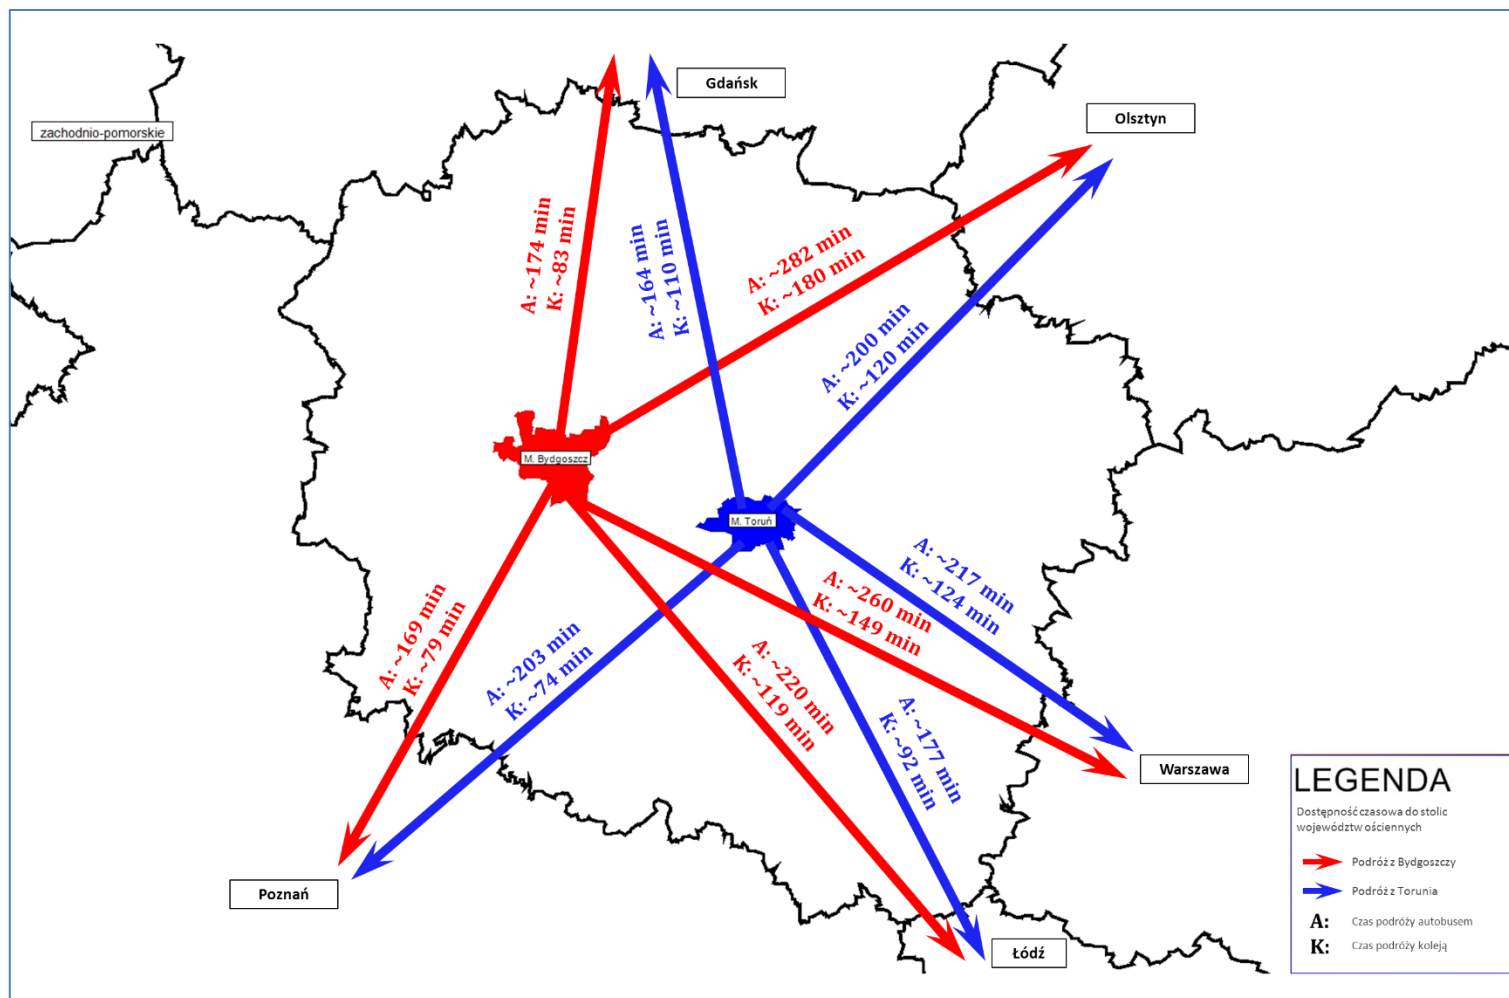 Gdańsk
Olsztyn
zachodnio-pomorskie
A: ~174 min
K: ~83 min
A: ~164 min
K: ~110 min
A: ~282 min
K: ~180 min
A: ~200 min
K: ~120 min
M. Bydgoszcz
M. Toruń
A: ~169 min
K: ~79 min
A: ~203 min
K: ~74 min
A: ~220 min
K: ~119 min
A: ~260 min
K: ~149 min
A: ~217 min
K: ~124 min
A: ~177 min
K: ~92 min
Warszawa
Poznań
Łódź
LEGENDA
Dostępność czasowa do stolic
województw ościennych
Podróż z Bydgoszczy
Podróż z Torunia
A: Czas podróży autobusem
K: Czas podróży koleją